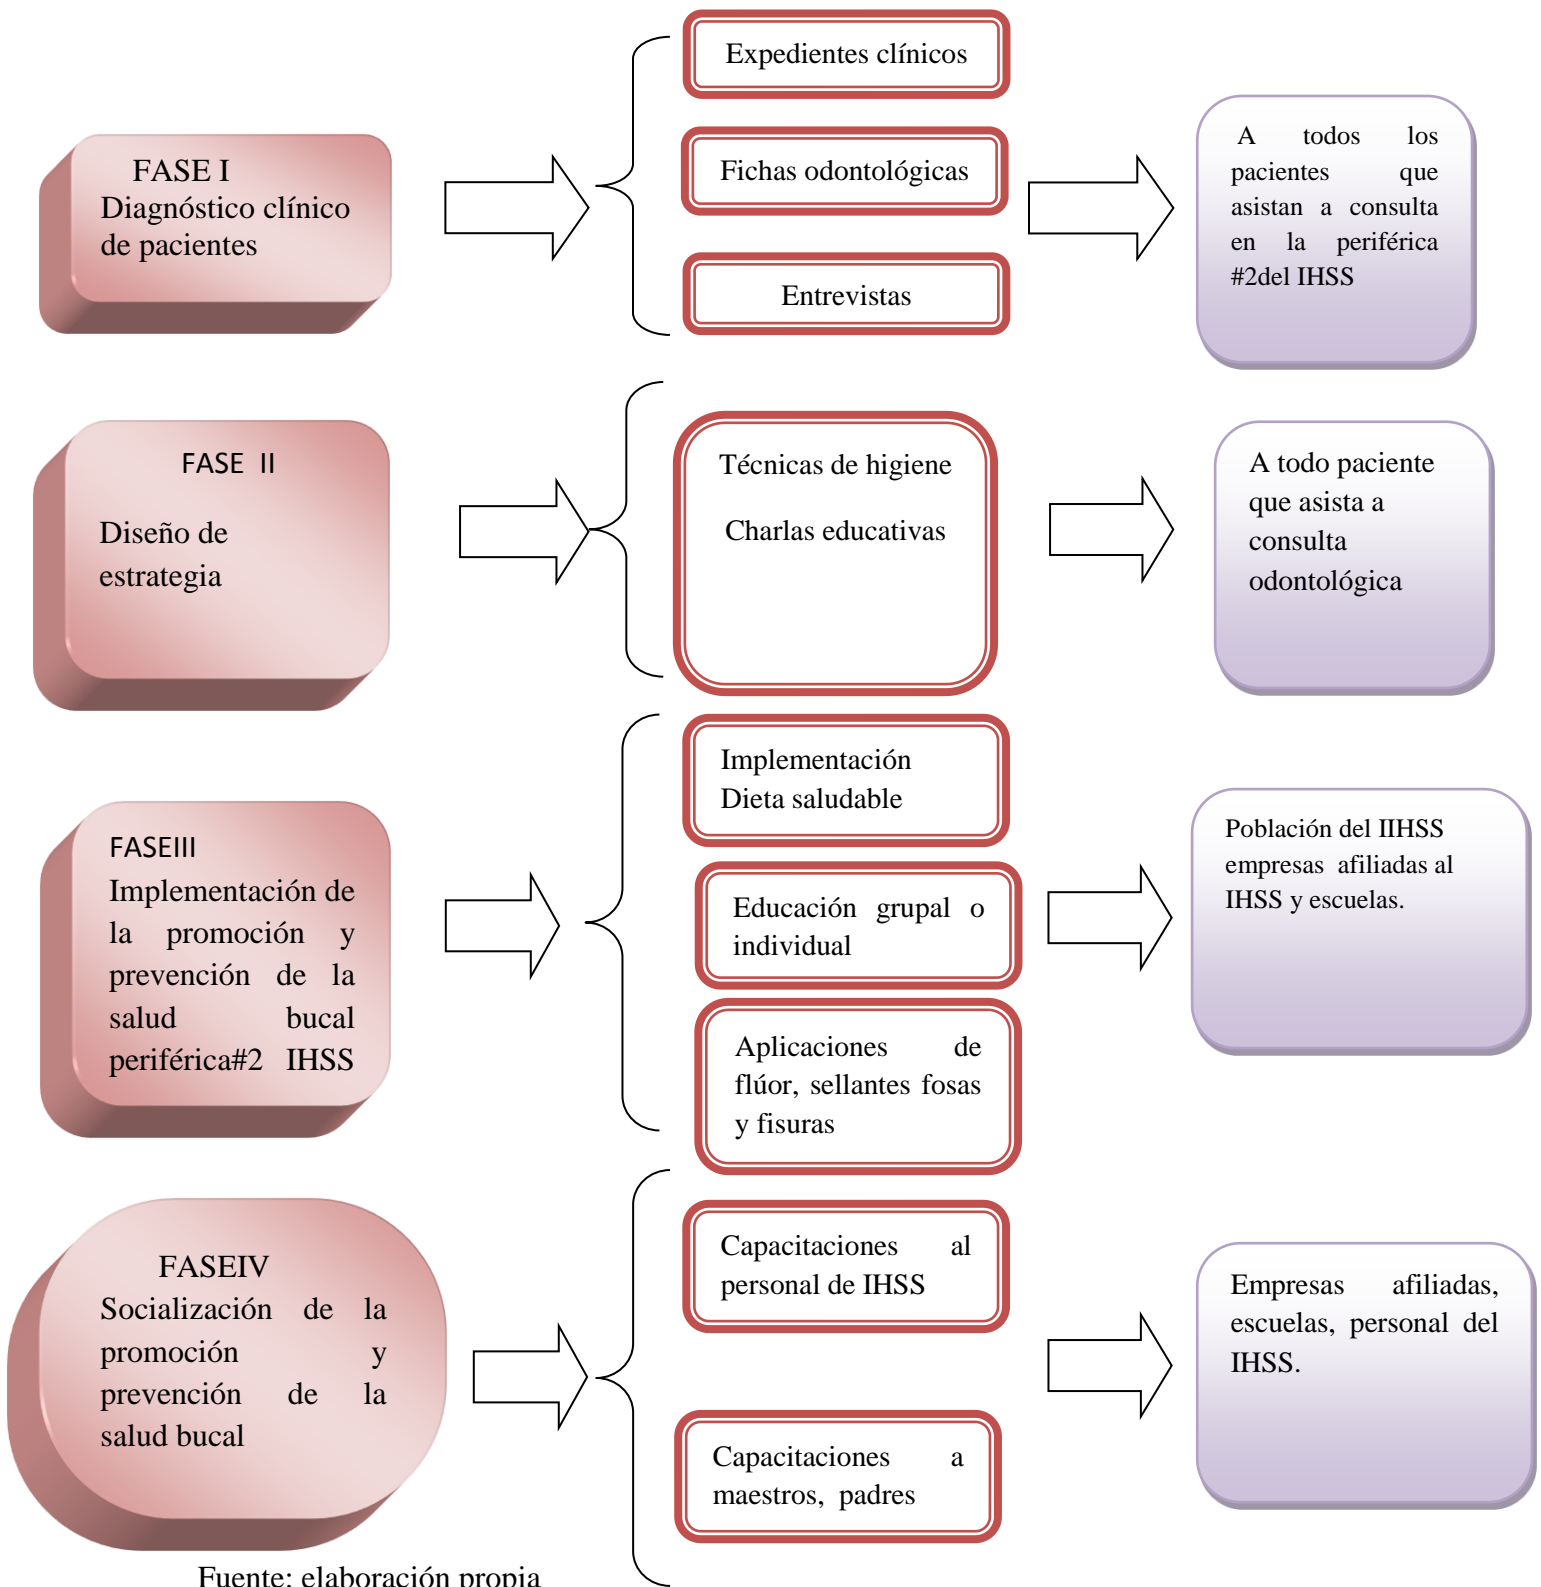 FASE I
Diagnóstico clínico
de pacientes
Expedientes clínicos
Fichas odontológicas
Entrevistas
A todos los
pacientes que
asistan a consulta
en la periférica
#2del IHSS
FASE II
Diseño de
estrategia
Técnicas de higiene
Charlas educativas
A todo paciente
que asista a
consulta
odontológica
FASEIII
Implementación de
la promoción y
prevención de la
salud bucal
periférica#2 IHSS
Implementación
Dieta saludable
Educación grupal o
individual
Aplicaciones de
flúor, sellantes fosas
y fisuras
Población del IIHSS
empresas afiliadas al
IHSS y escuelas.
FASEIV
Socialización de la
promoción y
prevención de la
salud bucal
Capacitaciones al
personal de IHSS
Capacitaciones a
maestros, padres
Empresas afiliadas,
escuelas, personal del
IHSS.
Fuente: elaboración propia